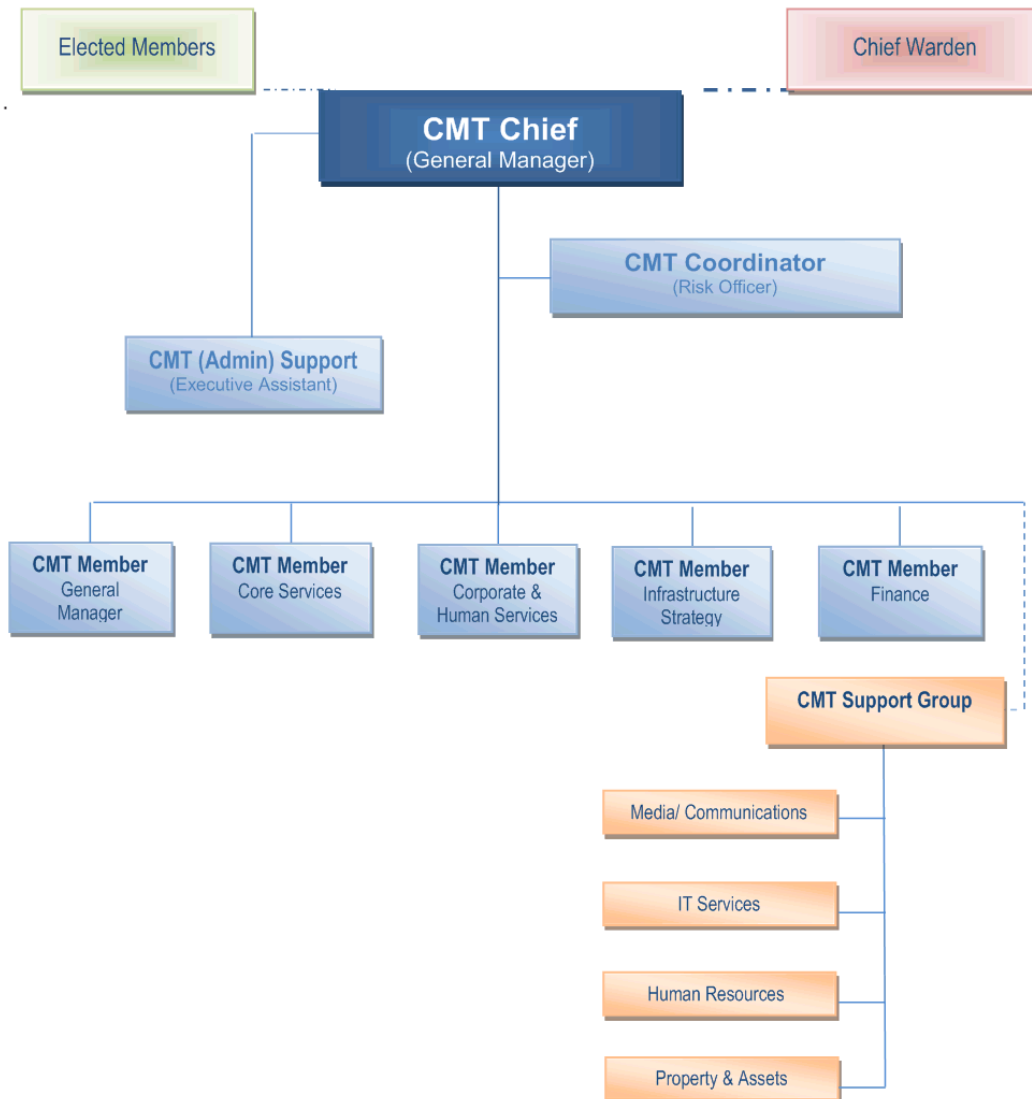 Elected Members
Chief Warden
.
CMT Chief
(General Manager)
CMT Coordinator
(Risk Officer)
CMT (Admin) Support
(Executive Assistant)
CMT Member
General
Manager
CMT Member
Core Services
CMT Member
Corporate &
Human Services
CMT Member
Infrastructure
Strategy
CMT Member
Finance
CMT Support Group
Media/ Communications
IT Services
Human Resources
Property & Assets